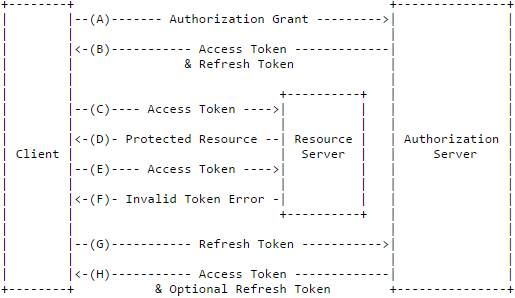 +--------+                                           +---------------+
|        |--(A)------- Authorization Grant --------->|               |
|        |                                           |               |
|        |<-(B)----------- Access Token -------------|               |
|        |               & Refresh Token             |               |
|        |                                           |               |
|        |                            +----------+   |               |
|        |--(C)---- Access Token ---->|          |   |               |
|        |                            |          |   |               |
|        |<-(D)- Protected Resource --| Resource |   | Authorization |
| Client |                            |  Server  |   |     Server    |
|        |--(E)---- Access Token ---->|          |   |               |
|        |                            |          |   |               |
|        |<-(F)- Invalid Token Error -|          |   |               |
|        |                            +----------+   |               |
|        |                                           |               |
|        |--(G)----------- Refresh Token ----------->|               |
|        |                                           |               |
|        |<-(H)----------- Access Token -------------|               |
+--------+           & Optional Refresh Token        +---------------+